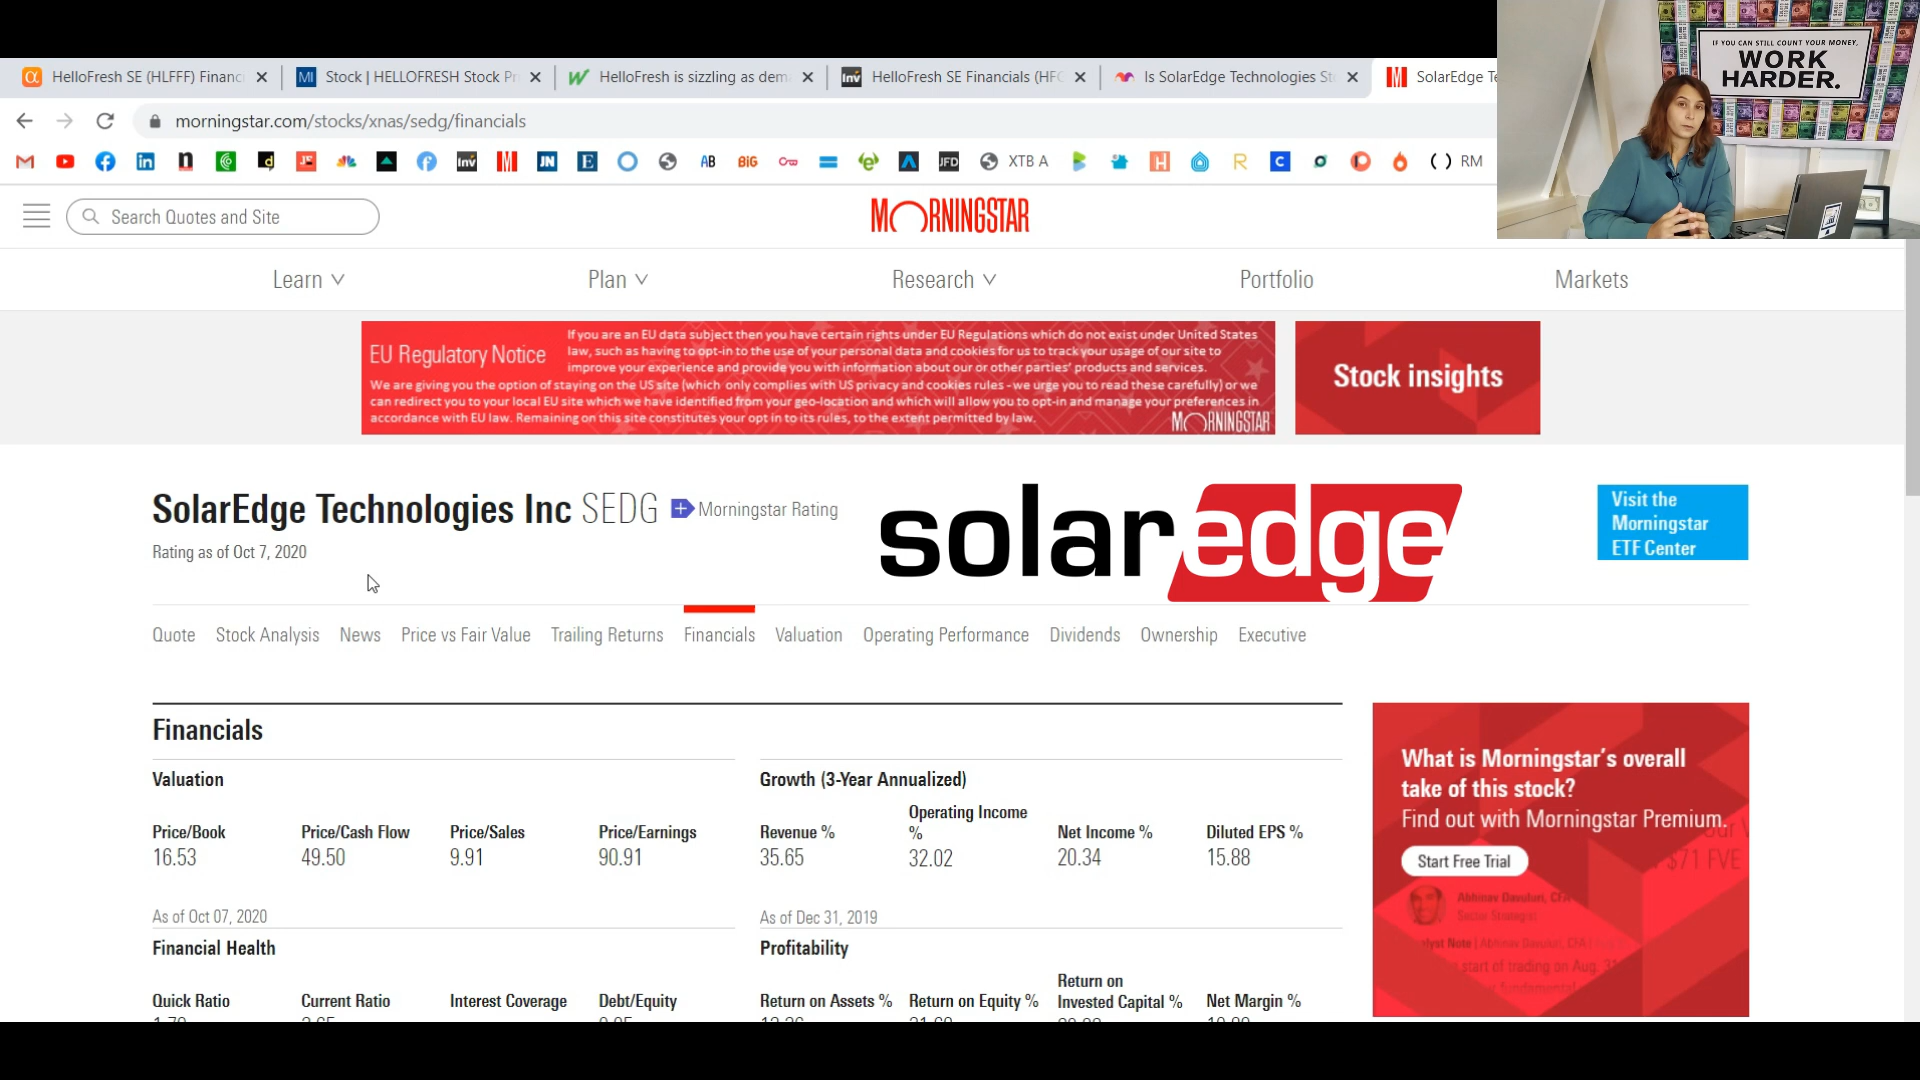 HelloFresh SE (HLFFF) Financ
Stock | HELLOFRESH Stock Pr
HelloFresh is sizzling as dem
HelloFresh SE Financials (HFG
Is SolarEdge Technologies St
SolarEdge Te
IF YOU CAN STILL COUNT YOUR MONEY,
WORK
HARDER.
morningstar.com/stocks/xnas/sedg/financials
XTB A
RM
Search Quotes and Site
MORNINGSTAR
Learn
Plan
Research
Portfolio
Markets
EU Regulatory Notice
If you are an EU data subject then you have certain rights under EU Regulations which do not exist under United States
law, such as having to opt-in to the use of your personal data and cookies for us to track your usage of our site to
improve your experience and provide you with information about our or other parties' products and services.
We are giving you the option of staying on the US site (which only complies with US privacy and cookies rules - we urge you to read these carefully) or we
can redirect you to your local EU site which we have identified from your geo-location and which will allow you to opt-in and manage your preferences in
accordance with EU law. Remaining on this site constitutes your opt in to its rules, to the extent permitted by law.
MORNINGSTAR
Stock insights
SolarEdge Technologies Inc SEDG
Morningstar Rating
Rating as of Oct 7, 2020
solaredge
Visit the
Morningstar
ETF Center
Quote
Stock Analysis
News
Price vs Fair Value
Trailing Returns
Financials
Valuation
Operating Performance
Dividends
Ownership
Executive
Financials
Valuation
Price/Book
Price/Cash Flow
Price/Sales
Price/Earnings
16.53
49.50
9.91
90.91
As of Oct 07, 2020
Growth (3-Year Annualized)
Revenue %
Operating Income
%
Net Income %
Diluted EPS %
35.65
32.02
20.34
15.88
As of Dec 31, 2019
Financial Health
Quick Ratio
Current Ratio
Interest Coverage
Debt/Equity
Profitability
Return on Assets %
Return on Equity %
Return on
Invested Capital %
Net Margin %
What is Morningstar's overall
take of this stock?
Find out with Morningstar Premium.
Start Free Trial
$71 FVE
Abhinav Davuluri, CFA
Sector Strategist